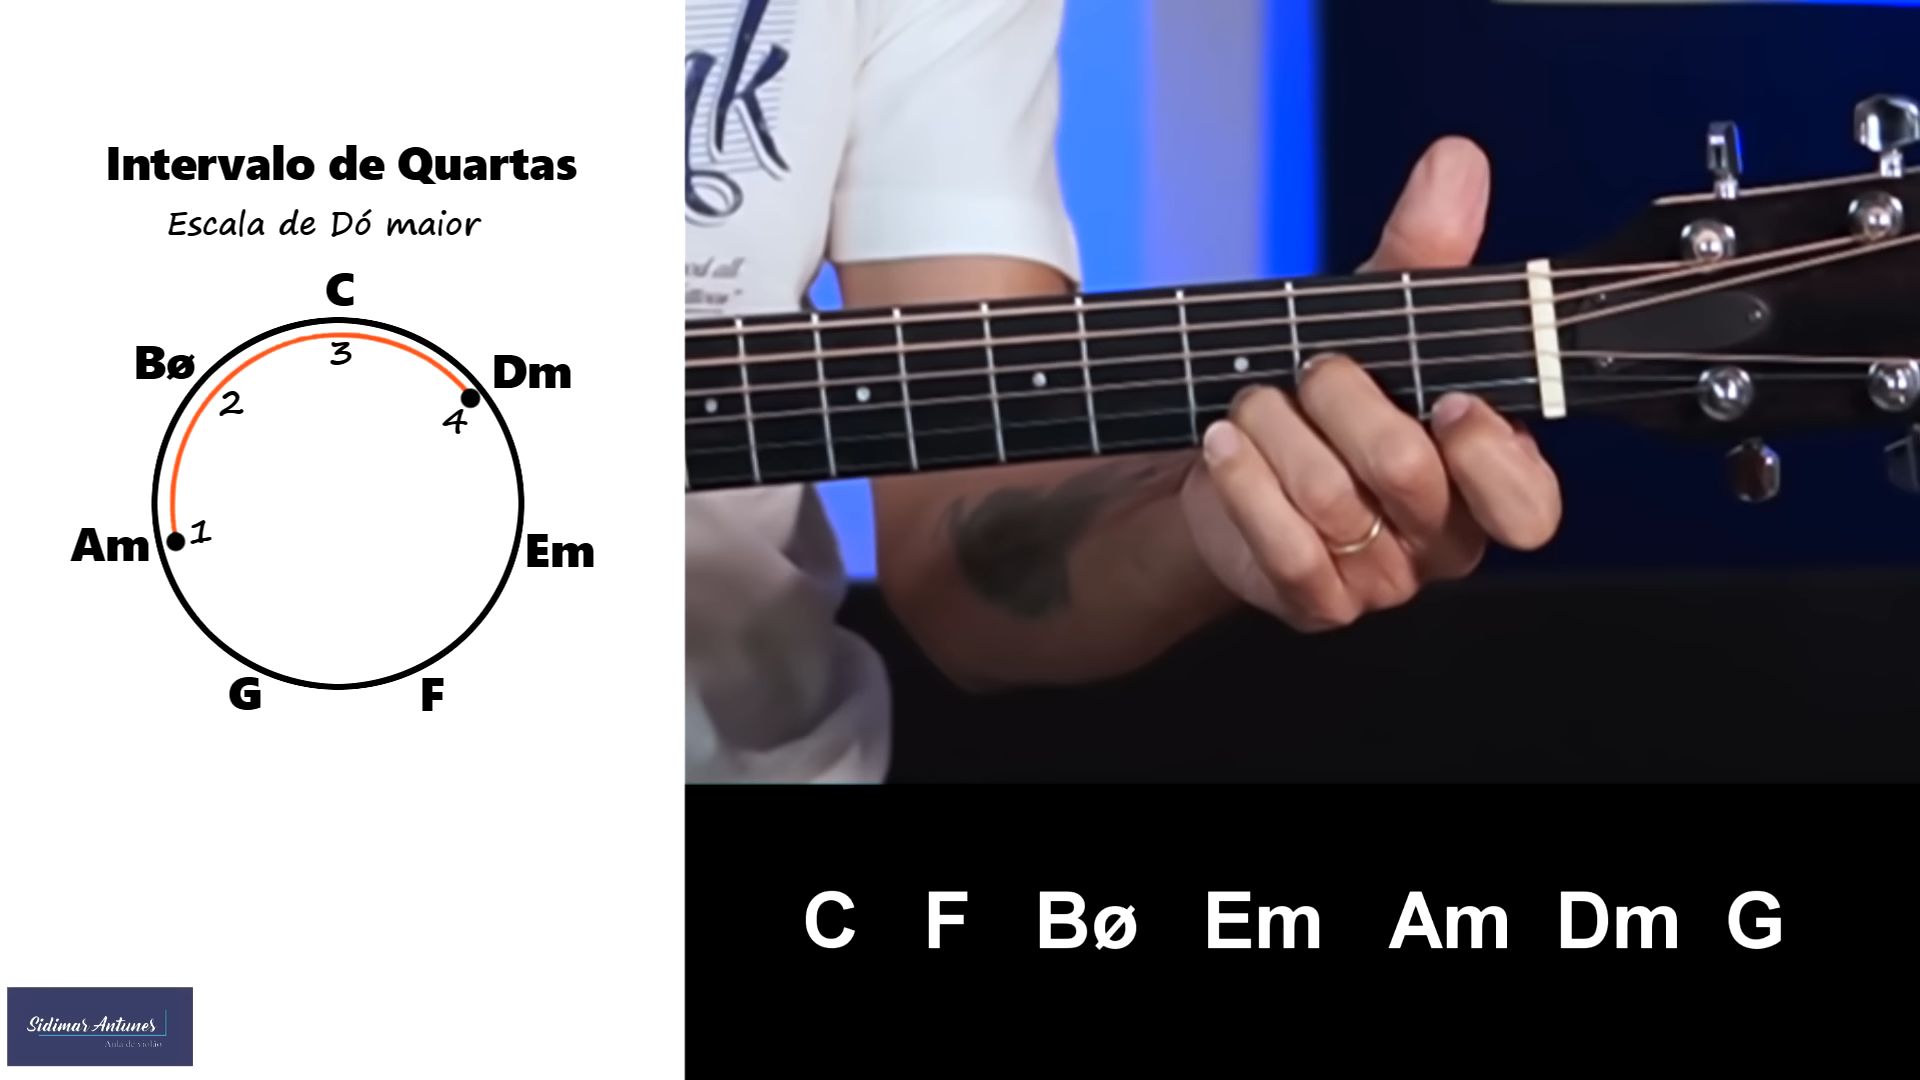 Intervalo de Quartas
Escala de Dó maior
C
Bø
Dm
3
2
4
1
Am
Em
G
F
C F Bø Em Am Dm G
Sidimar Antunes
Aula de violão